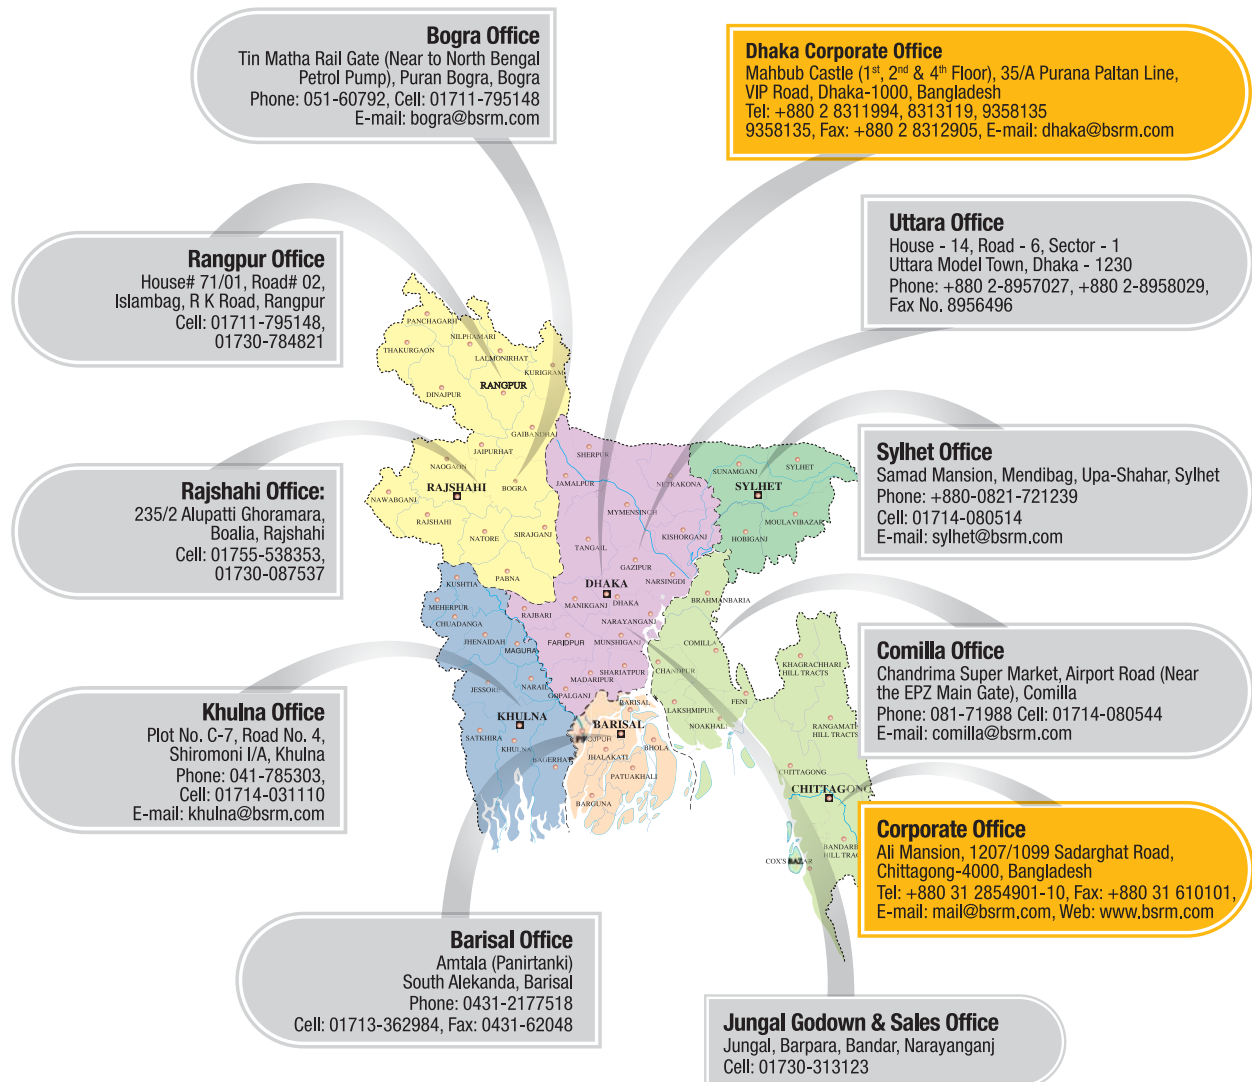 Bogra Office
Tin Matha Rail Gate (Near to North Bengal
Petrol Pump), Puran Bogra, Bogra
Phone: 051-60792, Cell: 01711-795148
E-mail: bogra@bsrm.com
Dhaka Corporate Office
Mahbub Castle (1st, 2nd & 4th Floor), 35/A Purana Paltan Line,
VIP Road, Dhaka-1000, Bangladesh
Tel: +880 2 8311994, 8313119, 9358135
9358135, Fax: +880 2 8312905, E-mail: dhaka@bsrm.com
Rangpur Office
House# 71/01, Road# 02,
Islambag, R K Road, Rangpur
Cell: 01711-795148,
01730-784821
Uttara Office
House - 14, Road - 6, Sector - 1
Uttara Model Town, Dhaka - 1230
Phone: +880 2-8957027, +880 2-8958029,
Fax No. 8956496
Rajshahi Office:
235/2 Alupatti Ghoramara,
Boalia, Rajshahi
Cell: 01755-538353,
01730-087537
Sylhet Office
Samad Mansion, Mendibag, Upa-Shahar, Sylhet
Phone: +880-0821-721239
Cell: 01714-080514
E-mail: sylhet@bsrm.com
Khulna Office
Plot No. C-7, Road No. 4,
Shiromoni I/A, Khulna
Phone: 041-785303,
Cell: 01714-031110
E-mail: khulna@bsrm.com
Comilla Office
Chandrima Super Market, Airport Road (Near
the EPZ Main Gate), Comilla
Phone: 081-71988 Cell: 01714-080544
E-mail: comilla@bsrm.com
Corporate Office
Ali Mansion, 1207/1099 Sadarghat Road,
Chittagong-4000, Bangladesh
Tel: +880 31 2854901-10, Fax: +880 31 610101,
E-mail: mail@bsrm.com, Web: www.bsrm.com
Barisal Office
Amtala (Panirtanki)
South Alekanda, Barisal
Phone: 0431-2177518
Cell: 01713-362984, Fax: 0431-62048
Jungal Godown & Sales Office
Jungal, Barpara, Bandar, Narayanganj
Cell: 01730-313123
PANCHAGARH
NILPHAMARI
THAKURGAON
LALMONIRHAT
KURIGRAM
RANGPUR
DINAJPUR
GAIBANDHA
JAIPURHAT
NAOGAON
RAJSHAHI
BOGRA
NAWABGANJ
RAJSHAHI
NATORE
SIRAJGANJ
PABNA
SHERPUR
JAMALPUR
NETRAKONA
MYMENSINGH
KISHORGANJ
TANGAIL
GAZIPUR
NARSINGDI
DHAKA
MANIKGANJ
DHAKA
NARAYANGANJ
RAJBARI
FARIDPUR
MUNSHIGANJ
SHARIATPUR
MADARIPUR
GOPALGANJ
SUNAMGANJ
SYLHET
SYLHET
MOULAVIBAZAR
HOBIGANJ
KUSHTIA
MEHERPUR
CHUADANGA
JHENAIDAH
MAGURA
JESSORE
NARAIL
KHULNA
SATKHIRA
KHULNA
BAGERHAT
BARISAL
BARISAL
JHALAKATI
BHOLA
PATUAKHALI
BARGUNA
BRAHMANBARIA
COMILLA
CHANDPUR
LAKSHMIPUR
NOAKHALI
FENI
KHAGRACHHARI
HILL TRACTS
RANGAMATI
HILL TRACTS
CHITTAGONG
CHITTAGONG
COX'S BAZAR